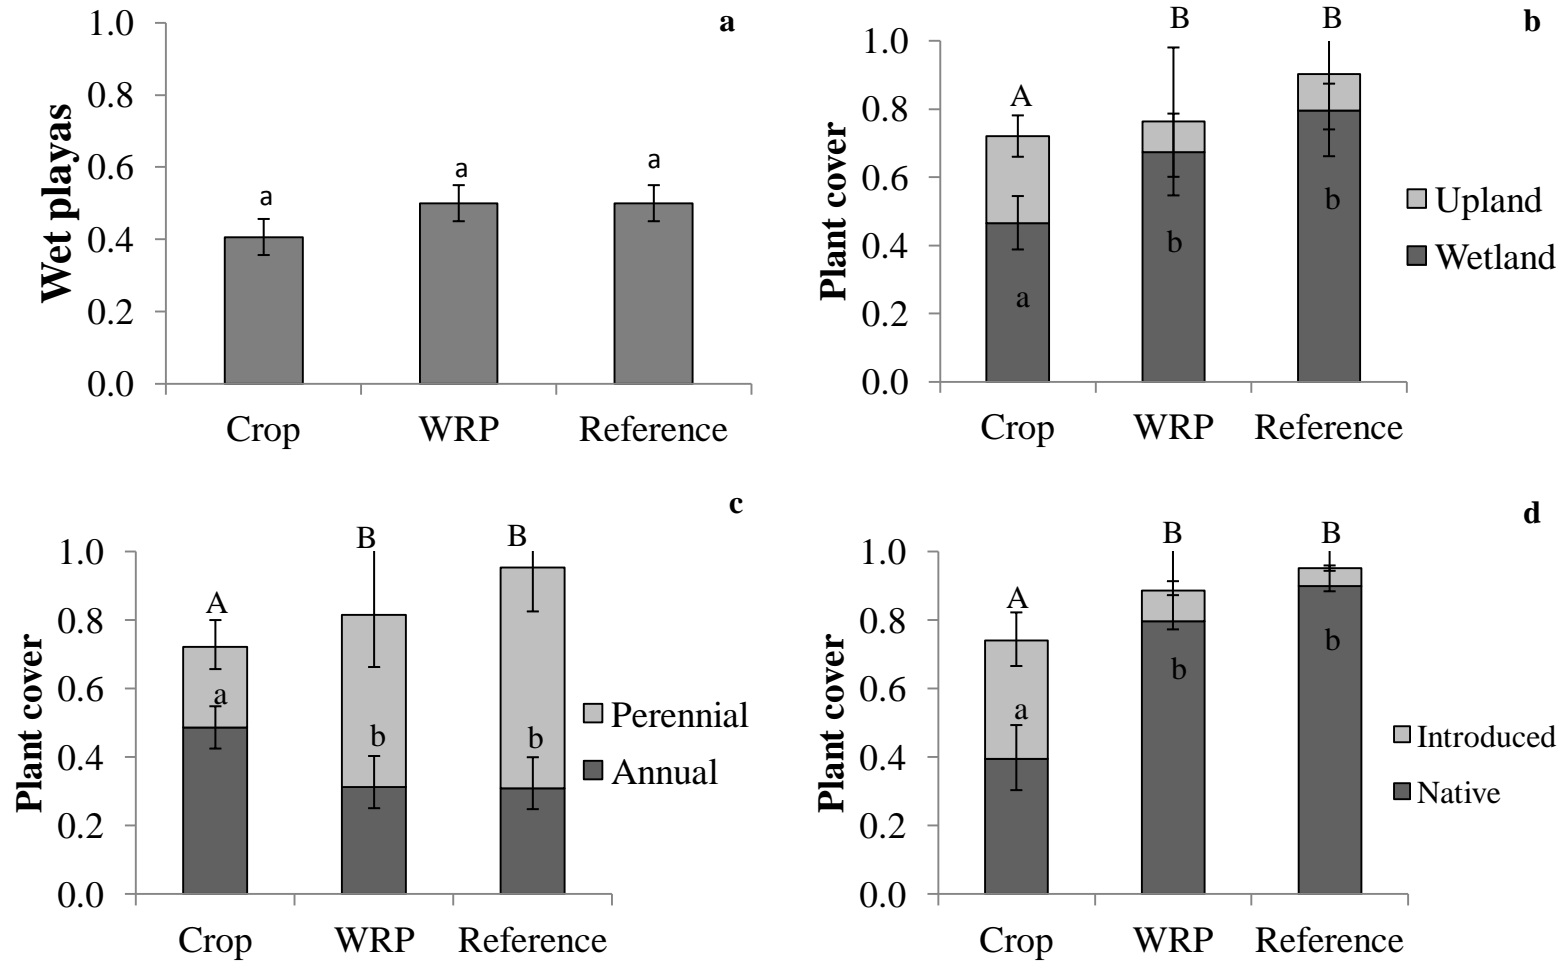 a
1.0
0.8
0.6
0.4
0.2
0.0
Wet playas
a
a
a
Crop WRP Reference
b
1.0
0.8
0.6
0.4
0.2
0.0
Plant cover
A
B
B
a
b
b
Upland
Wetland
Crop WRP Reference
c
1.0
0.8
0.6
0.4
0.2
0.0
Plant cover
A
B
B
a
b
b
Perennial
Annual
Crop WRP Reference
d
1.0
0.8
0.6
0.4
0.2
0.0
Plant cover
A
B
B
a
b
b
Introduced
Native
Crop WRP Reference